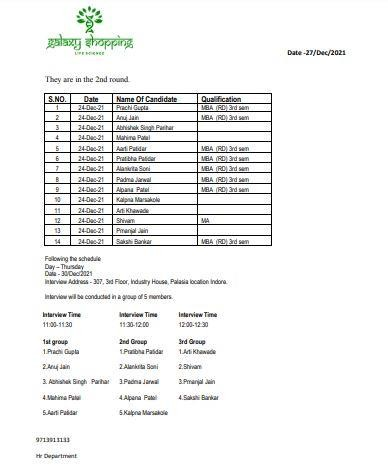 galaxy shopping
LIFE SCIENCE
Date -27/Dec/2021
They are in the 2nd round.
S.NO. Date Name Of Candidate Qualification
1 24-Dec-21 Prachi Gupta MBA (RD) 3rd sem
2 24-Dec-21 Anuj Jain MBA (RD) 3rd sem
3 24-Dec-21 Abhishek Singh Parihar
4 24-Dec-21 Mahima Patel
5 24-Dec-21 Aarti Patidar MBA (RD) 3rd sem
6 24-Dec-21 Pratibha Patidar MBA (RD) 3rd sem
7 24-Dec-21 Alankrita Soni MBA (RD) 3rd sem
8 24-Dec-21 Padma Jarwal MBA (RD) 3rd sem
9 24-Dec-21 Alpana Patel MBA (RD) 3rd sem
10 24-Dec-21 Kalpna Marsakole
11 24-Dec-21 Arti Khawade
12 24-Dec-21 Shivam MA
13 24-Dec-21 Pmanjal Jain
14 24-Dec-21 Sakshi Bankar MBA (RD) 3rd sem
Following the schedule
Day – Thursday
Date - 30/Dec/2021
Interview Address - 307, 3rd Floor, Industry House, Palasia location Indore.
Interview will be conducted in a group of 5 members.
Interview Time Interview Time Interview Time
11:00-11:30 11:30-12:00 12:00-12:30
1st group 2nd Group 3rd Group
1.Prachi Gupta 1.Pratibha Patidar 1.Arti Khawade
2.Anuj Jain 2.Alankrita Soni 2.Shivam
3. Abhishek Singh Parihar 3.Padma Jarwal 3.Pmanjal Jain
4.Mahima Patel 4.Alpana Patel 4.Sakshi Bankar
5.Aarti Patidar 5.Kalpna Marsakole
9713913133
Hr Department